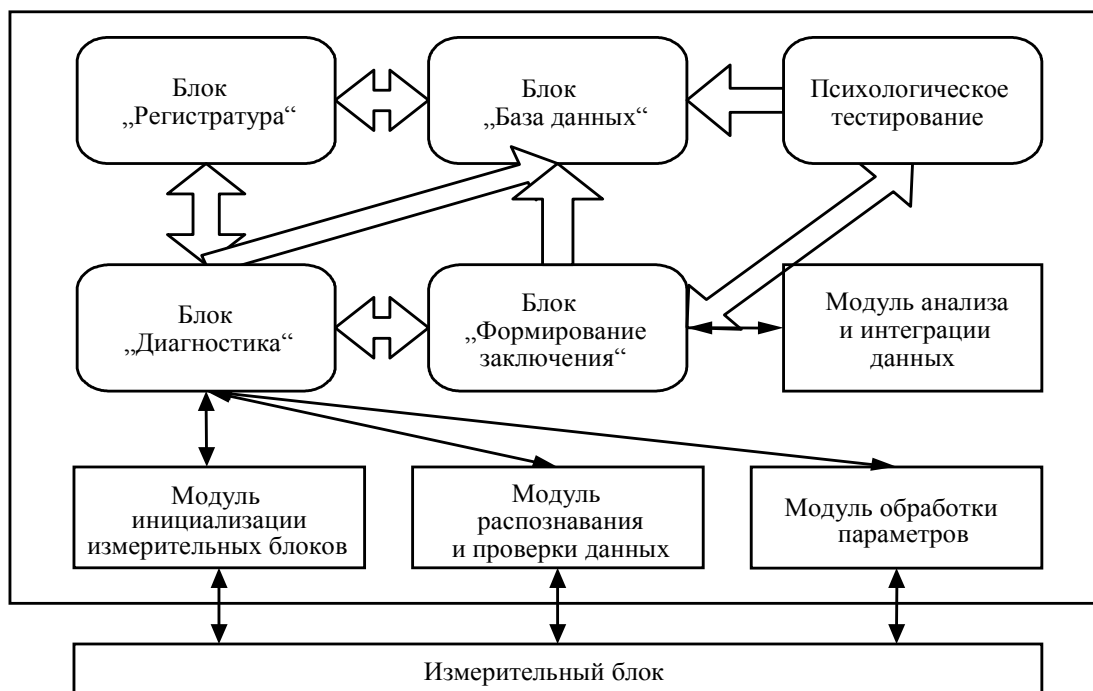 Блок
„Регистратура“
Блок
„База данных“
Психологическое
тестирование
Блок
„Диагностика“
Блок
„Формирование
заключения“
Модуль анализа
и интеграции
данных
Модуль
инициализации
измерительных блоков
Модуль
распознавания
и проверки данных
Модуль обработки
параметров
Измерительный блок